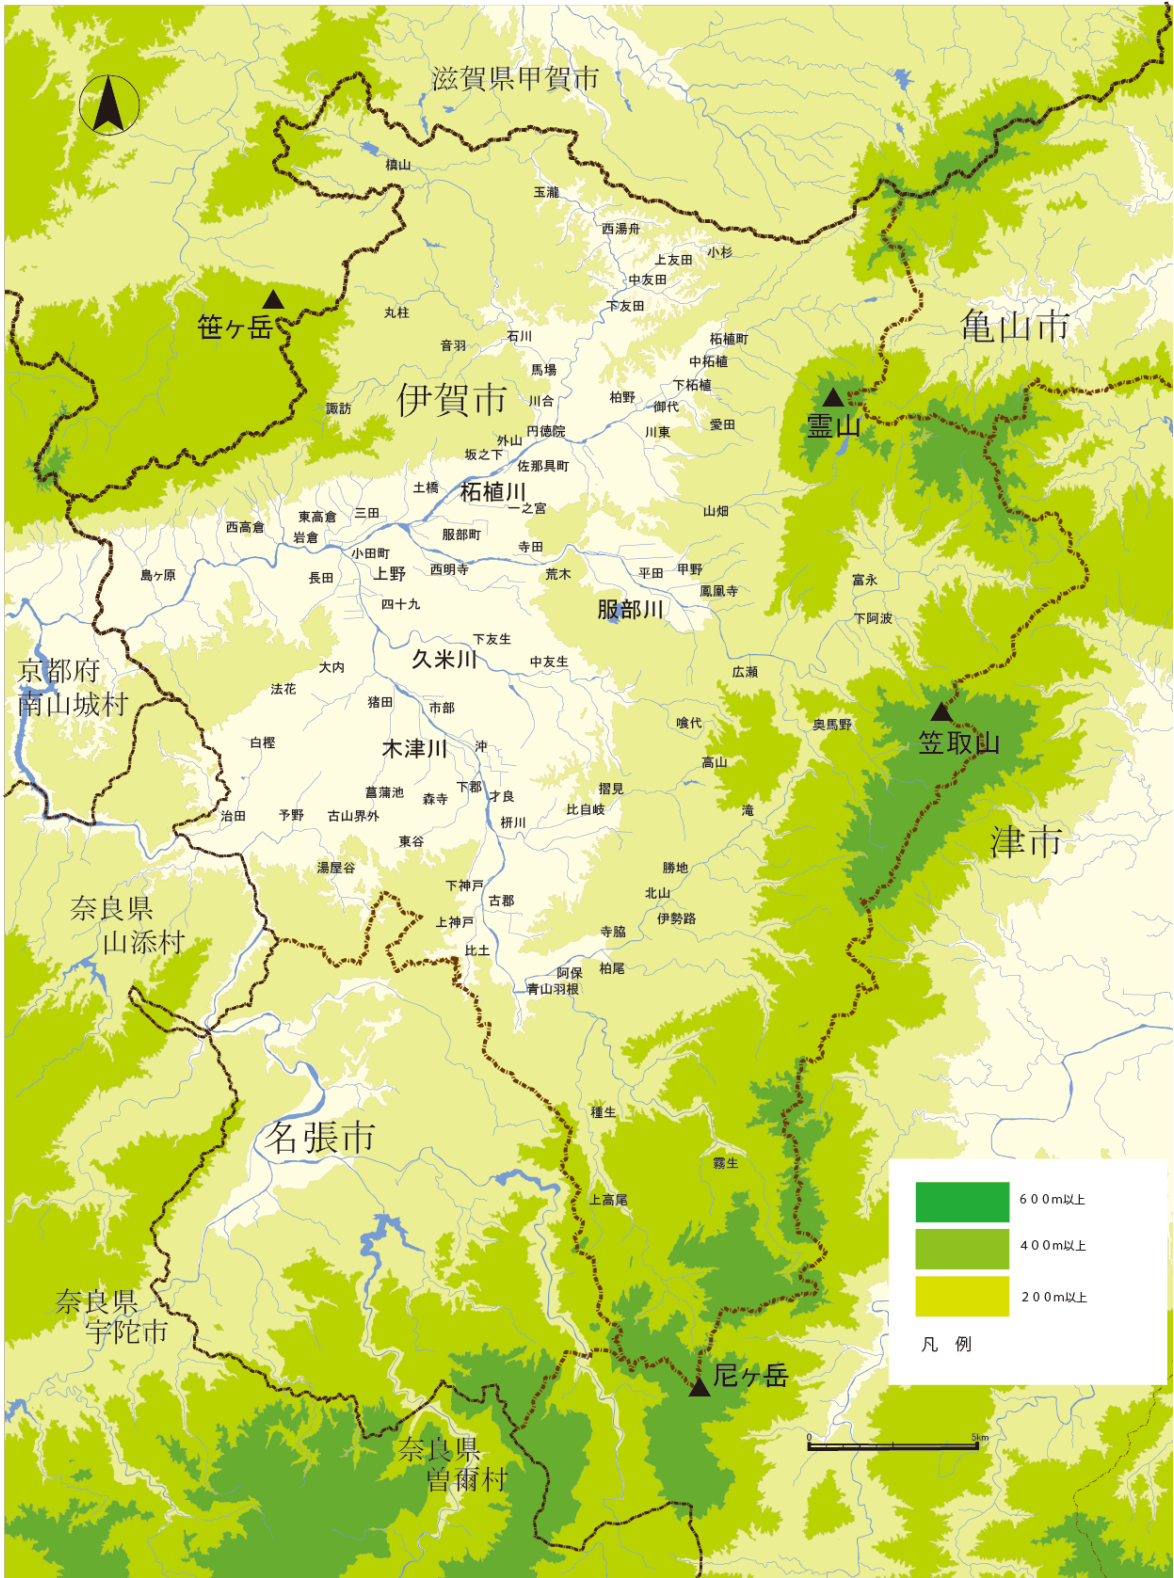 滋賀県甲賀市
槙山
玉瀧
西湯舟
小杉
上友田
中友田
下友田
笹ヶ岳
丸柱
石川
柘植町
亀山市
音羽
馬場
中柘植
下柘植
伊賀市
川合
柏野
御代
霊山
諏訪
愛田
円徳院
川東
外山
坂之下
佐那具町
土橋
柘植川
一之宮
山畑
三田
東高倉
西高倉
岩倉
服部町
小田町
寺田
上野
西明寺
荒木
平田
甲野
島ヶ原
長田
富永
鳳凰寺
四十九
服部川
下阿波
下友生
久米川
中友生
京都府
南山城村
大内
広瀬
法花
猪田
市部
喰代
奥馬野
白樫
木津川
沖
笠取山
高山
下郡
摺見
菖蒲池
森寺
才良
比自岐
滝
治田
予野
古山界外
枡川
東谷
津市
湯屋谷
勝地
下神戸
北山
古郡
奈良県
山添村
上神戸
伊勢路
寺脇
比土
阿保
柏尾
青山羽根
種生
名張市
霧生
上高尾
600m以上
400m以上
200m以上
凡 例
奈良県
宇陀市
尼ヶ岳
0
5km
奈良県
曽爾村